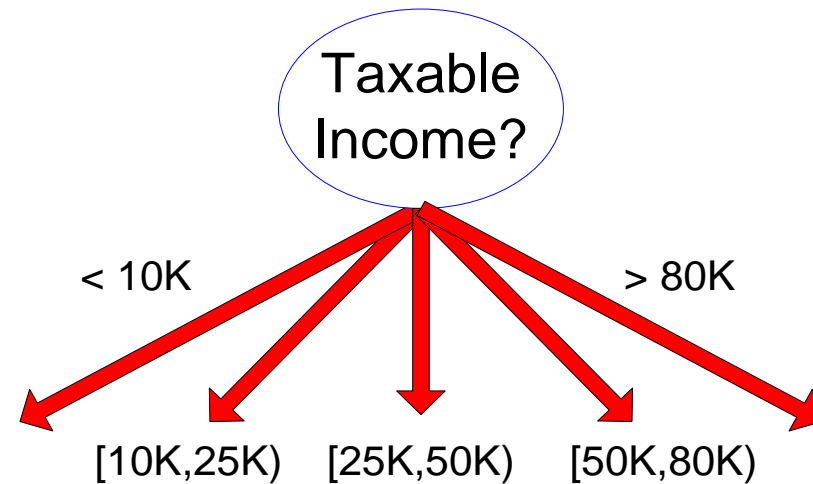 Taxable
Income?
< 10K
> 80K
[10K,25K)
[25K,50K)
[50K,80K)